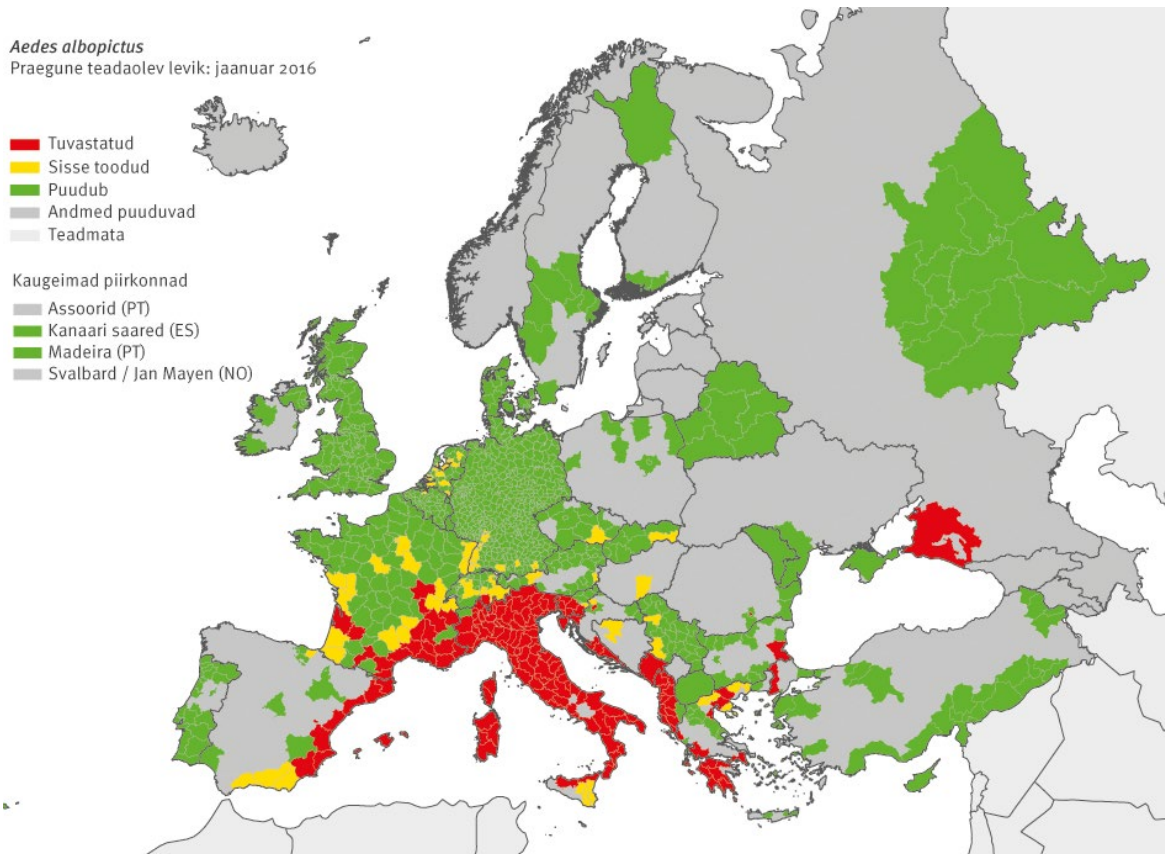 Aedes albopictus
Praegune teadaolev levik: jaanuar 2016
Tuvastatud
Sisse toodud
Puudub
Andmed puuduvad
Teadmata
Kaugeimad piirkonnad
Assoorid (PT)
Kanaari saared (ES)
Madeira (PT)
Svalbard / Jan Mayen (NO)